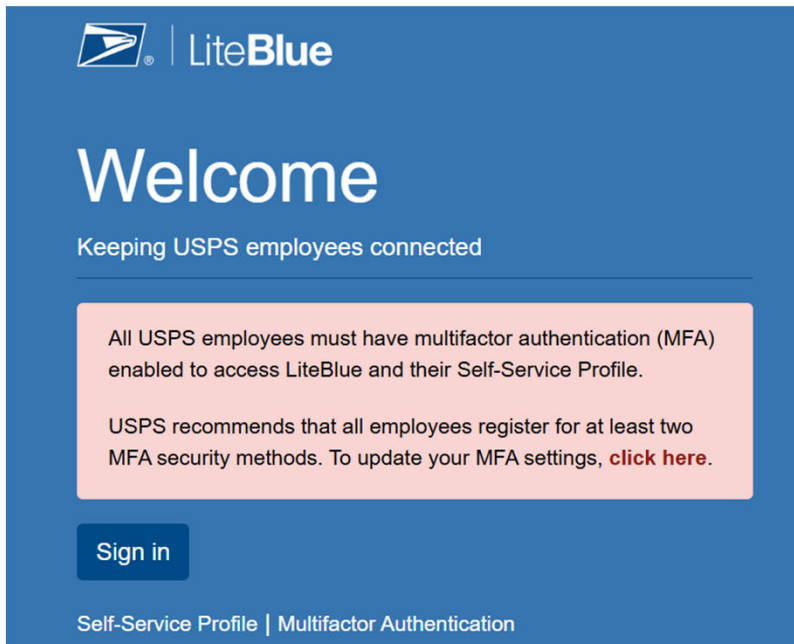 ® | LiteBlue
Welcome
Keeping USPS employees connected
All USPS employees must have multifactor authentication (MFA)
enabled to access LiteBlue and their Self-Service Profile.
USPS recommends that all employees register for at least two
MFA security methods. To update your MFA settings, click here.
Sign in
Self-Service Profile | Multifactor Authentication